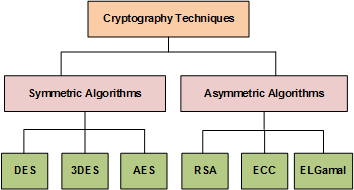 Cryptography Techniques
Symmetric Algorithms
Asymmetric Algorithms
DES
3DES
AES
RSA
ECC
ELGamal